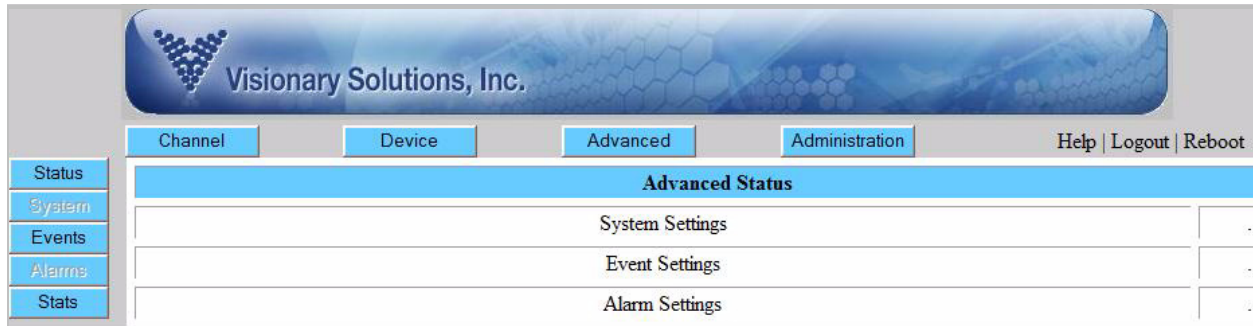 Visionary Solutions, Inc.
Channel Device Advanced Administration Help | Logout | Reboot
Status
System
Events
Alarms
Stats
Advanced Status
System Settings .
Event Settings .
Alarm Settings .